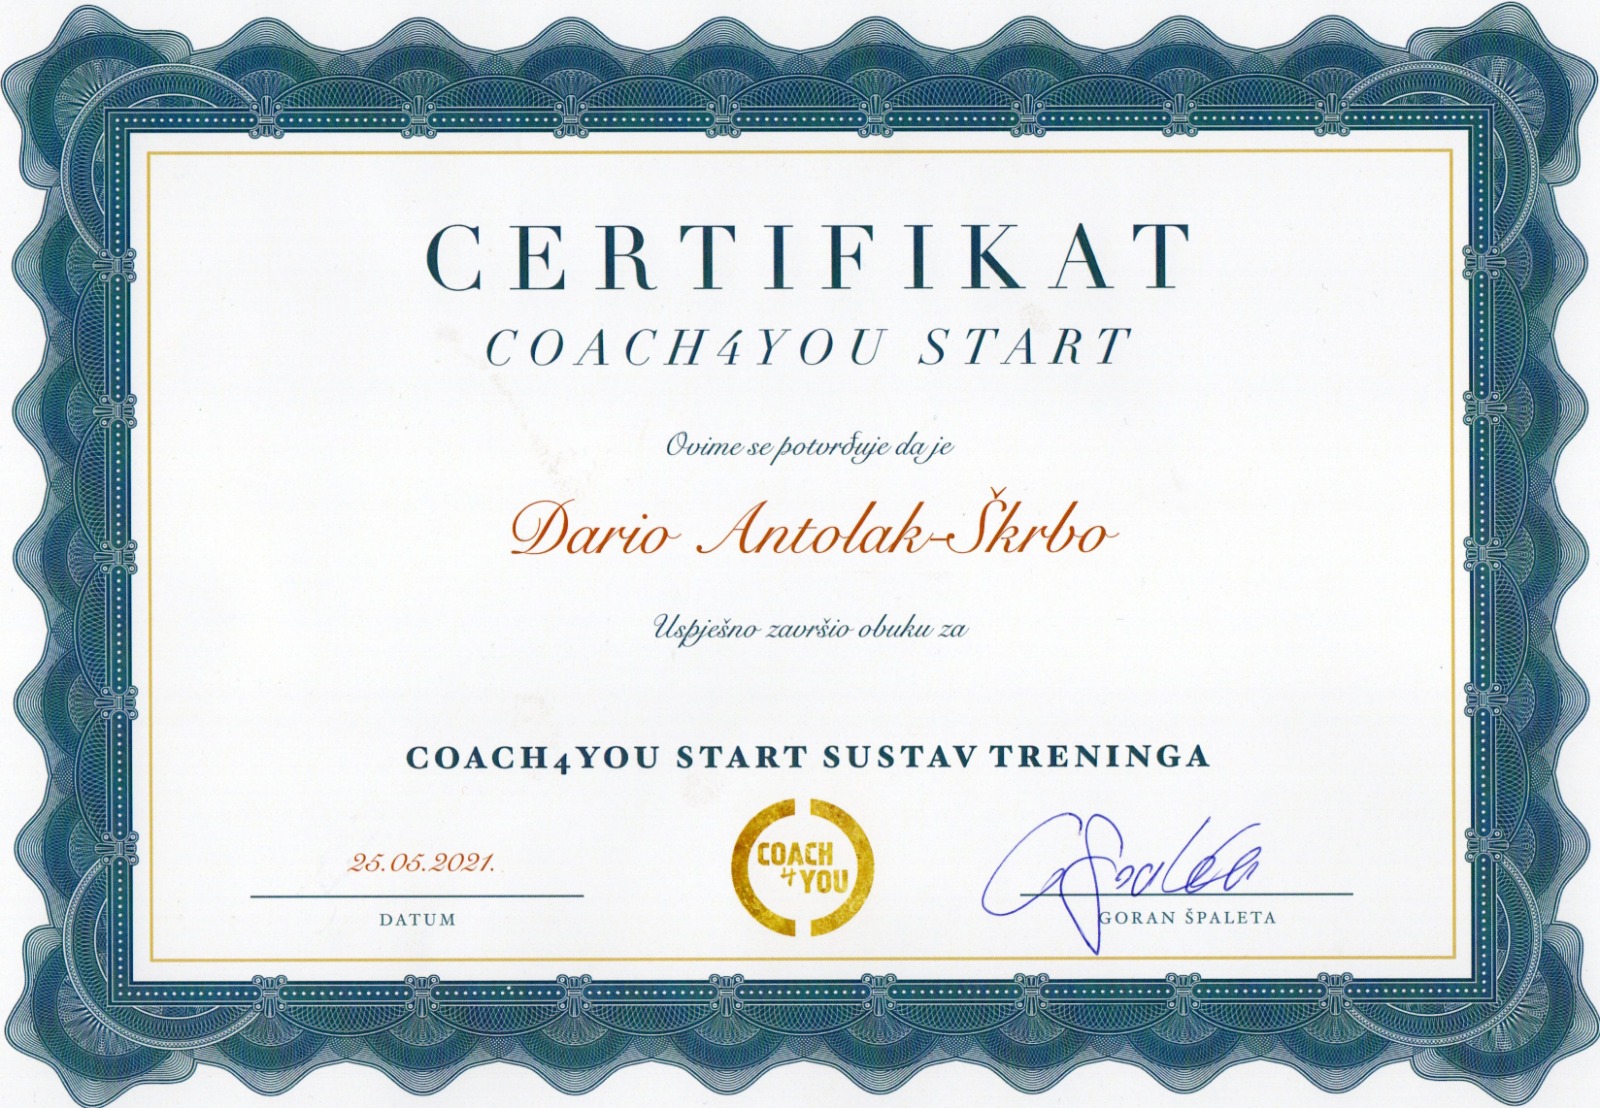 CERTIFIKAT
COACH4YOU START
Ovime se potvrđuje da je
Dario Antolak-Škrbo
Uspješno završio obuku za
COACH4YOU START SUSTAV TRENINGA
COACH
4 YOU
25.05.2021.
DATUM
GORAN ŠPALETA